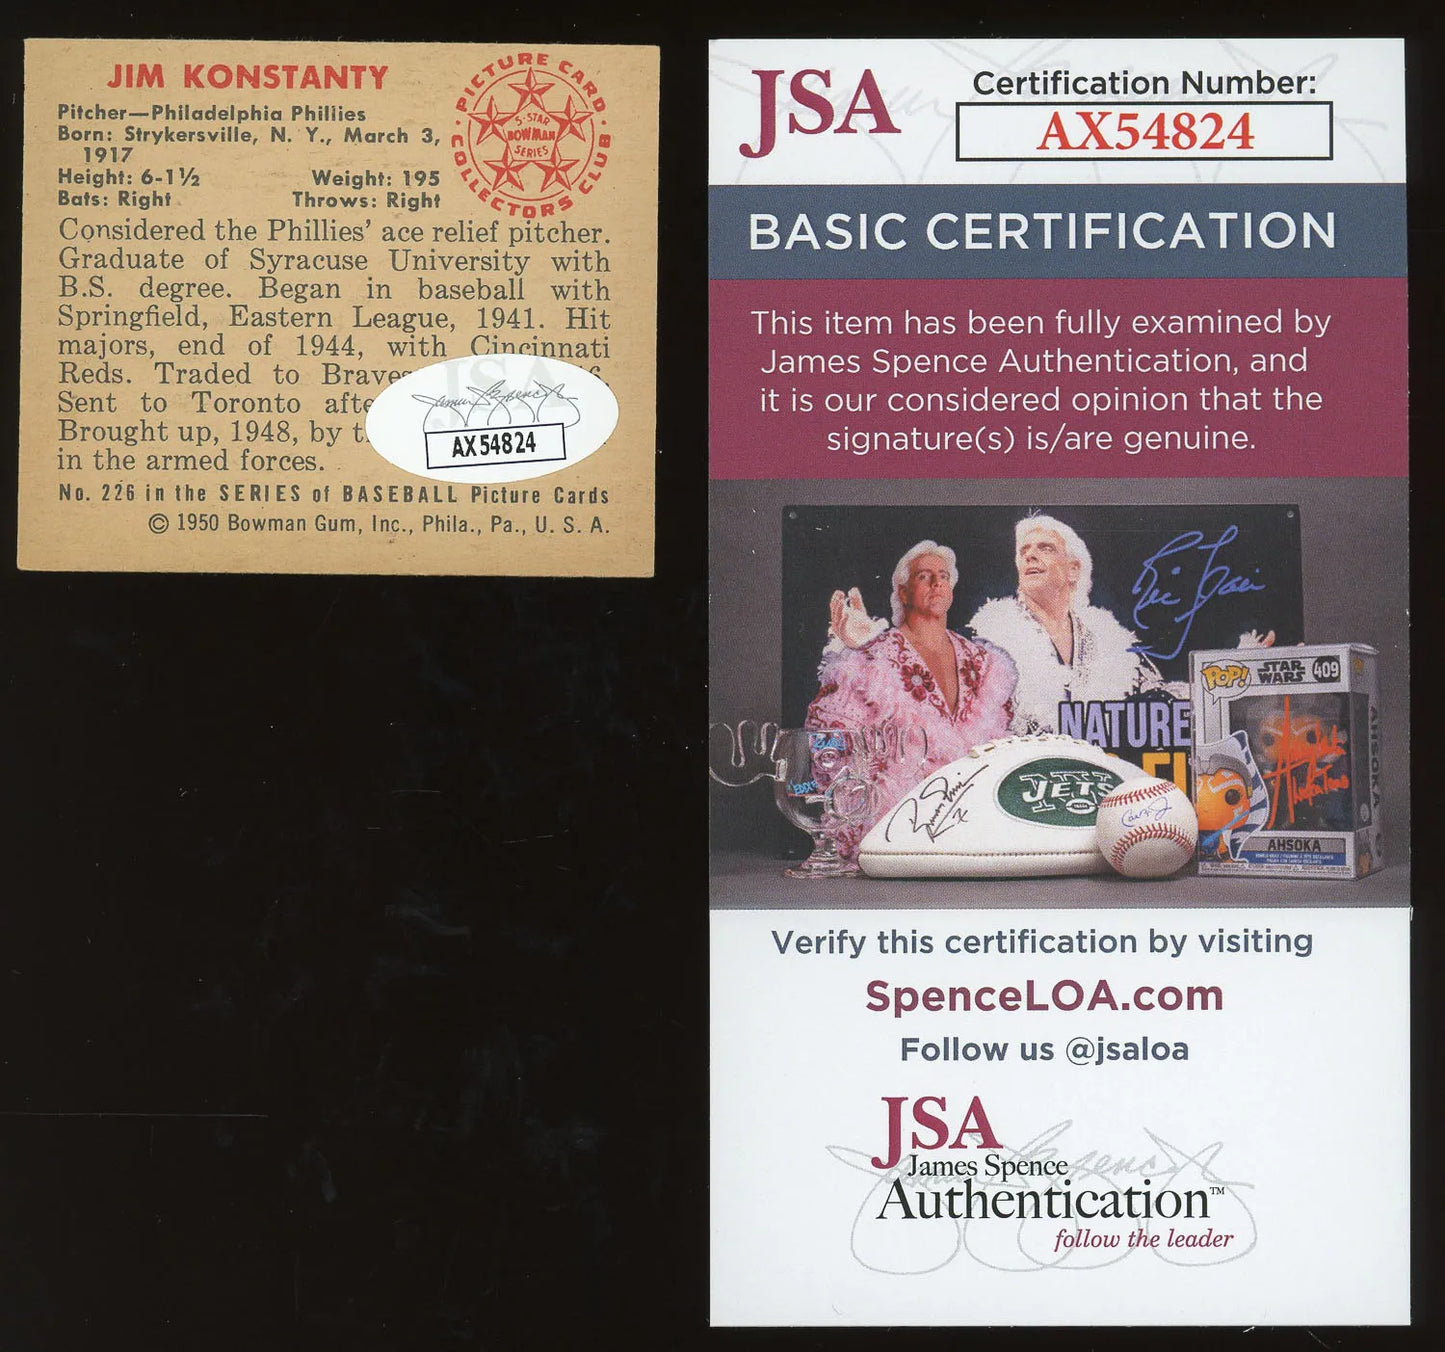 JIM KONSTANTY
Pitcher—Philadelphia Phillies
Born: Strykersville, N. Y., March 3,
1917
Height: 6-1½ Weight: 195
Bats: Right Throws: Right
PICTURE CARD COLLECTORS CLUB
5-STAR
BOWMAN
SERIES
Considered the Phillies' ace relief pitcher.
Graduate of Syracuse University with
B.S. degree. Began in baseball with
Springfield, Eastern League, 1941. Hit
majors, end of 1944, with Cincinnati
Reds. Traded to Braves
Sent to Toronto afte
Brought up, 1948, by t
in the armed forces.
JSA
AX54824
No. 226 in the SERIES of BASEBALL Picture Cards
© 1950 Bowman Gum, Inc., Phila., Pa., U. S. A.
JSA
Certification Number:
AX54824
BASIC CERTIFICATION
This item has been fully examined by
James Spence Authentication, and
it is our considered opinion that the
signature(s) is/are genuine.
Ric Flair
NATURE
FL
POP!
STAR
WARS
409
JETS
AHSOKA
AHSOKA
Verify this certification by visiting
SpenceLOA.com
Follow us @jsaloa
JSA
James Spence
Authentication™
follow the leader